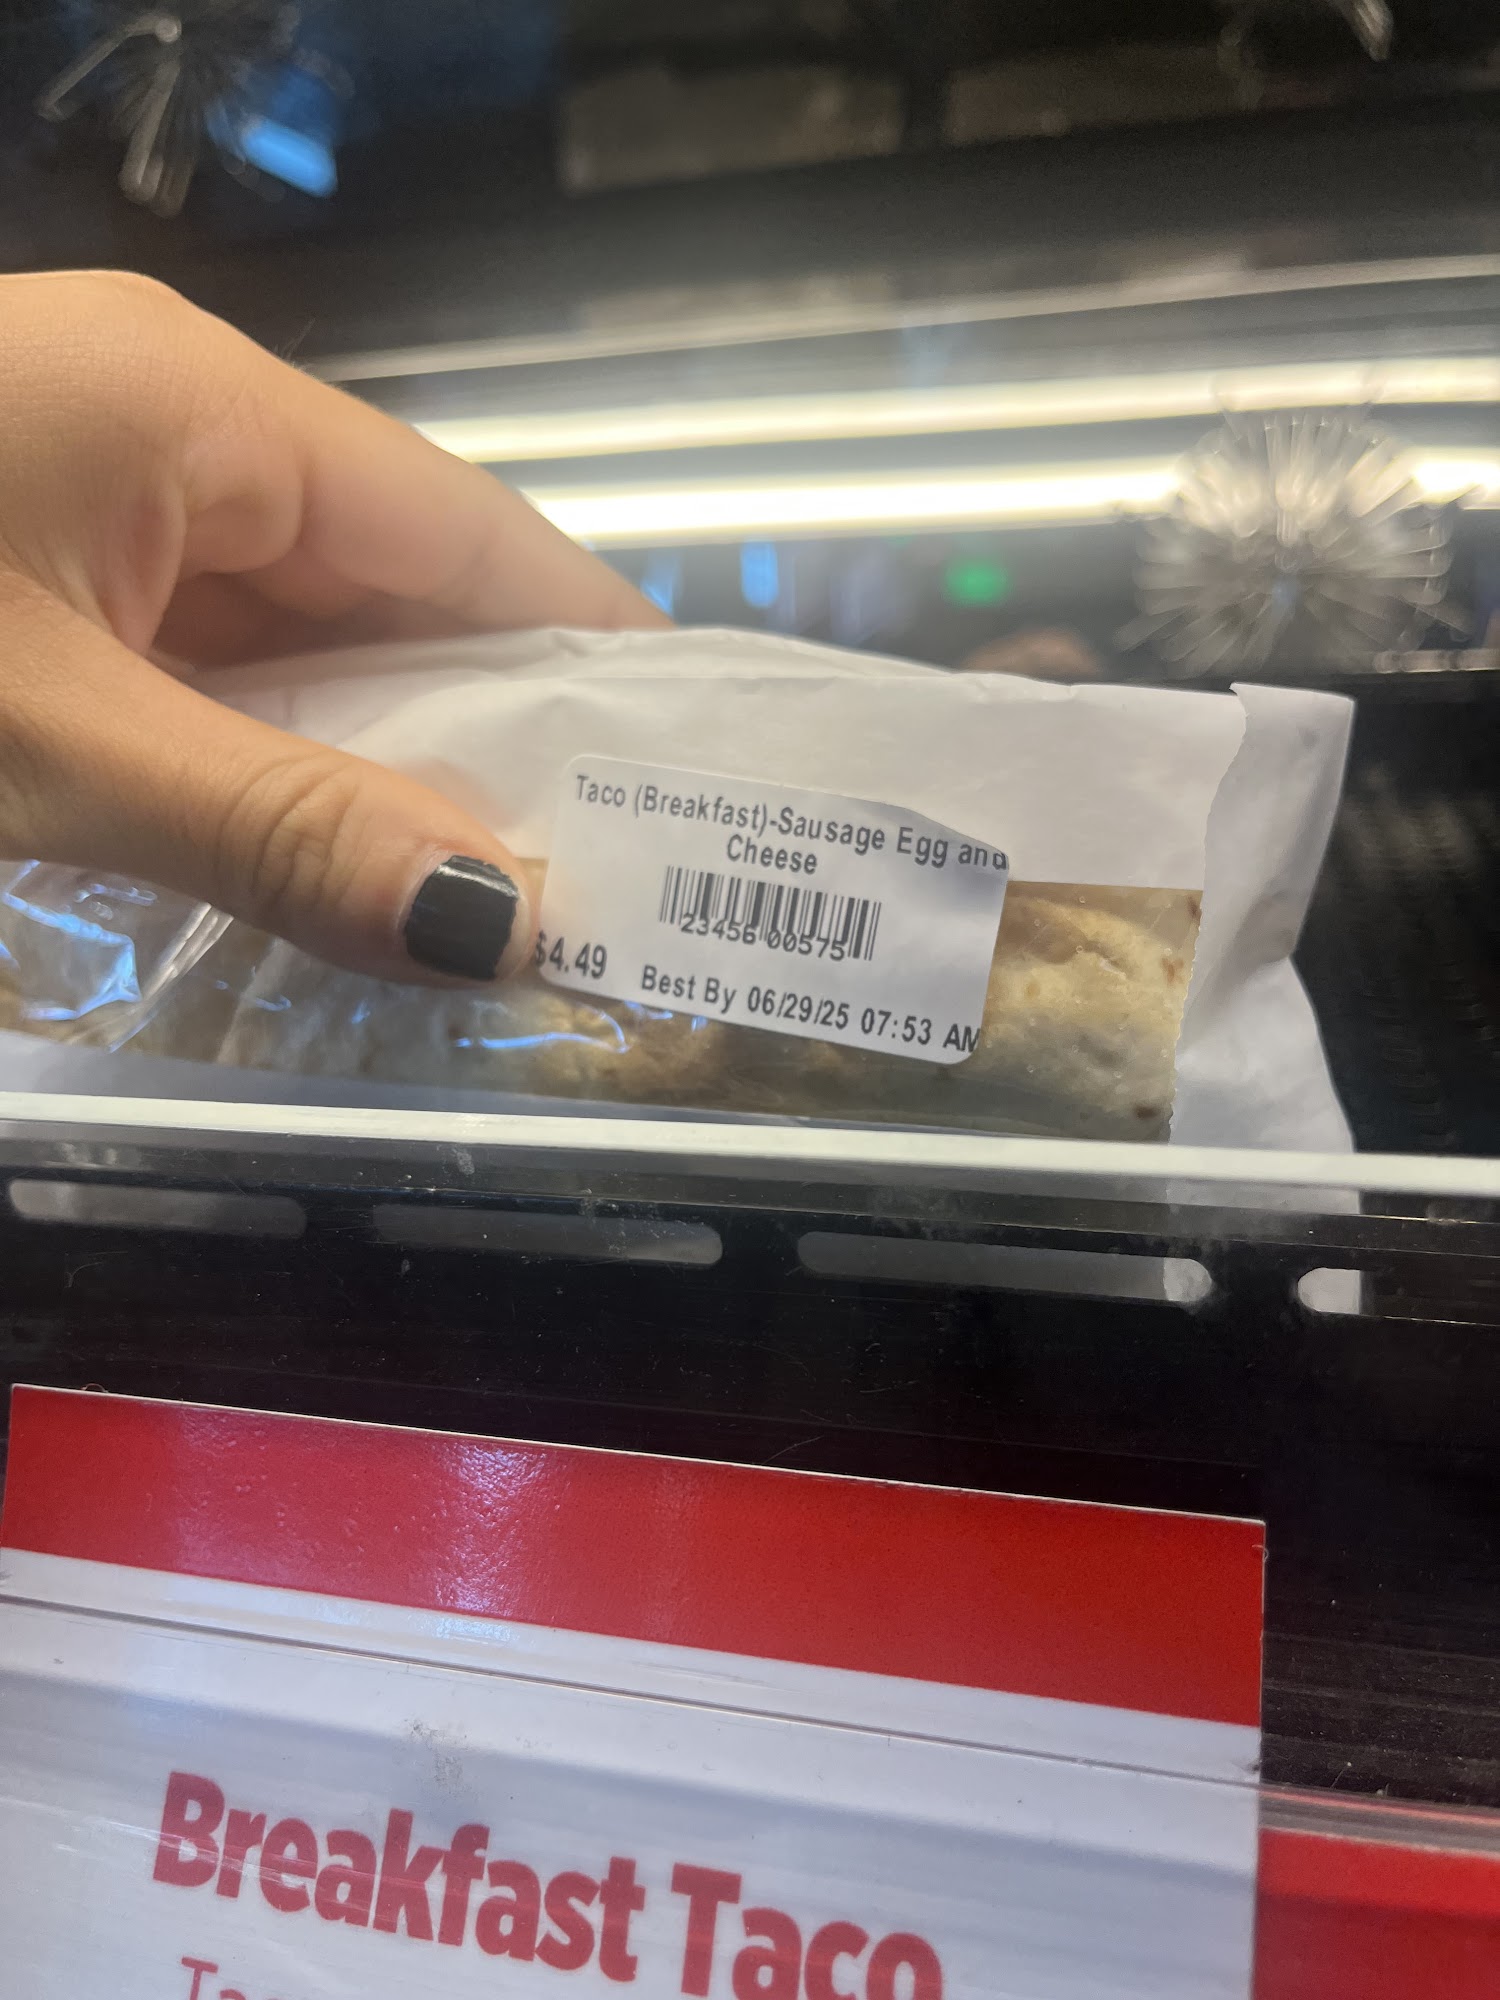 Taco (Breakfast)-Sausage Egg and
Cheese
23456 00575
$4.49 Best By 06/29/25 07:53 AM
Breakfast Taco